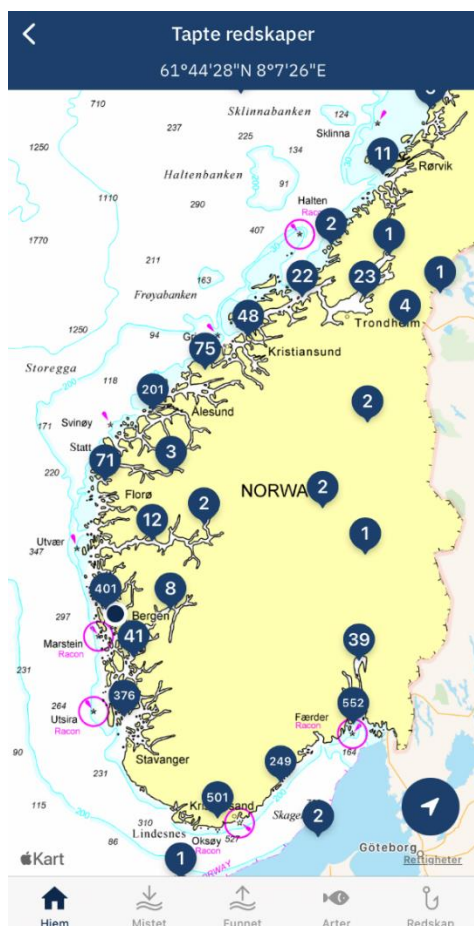 Tapte redskaper
61°44'28"N 8°7'26"E
710
Sklinnabanken
124
237
225
Sklinna
134
1250
11
Haltenbanken
Rørvik
91
1110
290
Halten
Racon
407
2
1
1770
211
22
23
1
163
Frøyabanken
4
48
Trondheim
1250
94
75
Kristiansund
Storegga
118
201
Ålesund
2
171
Svinøy
Statt
3
71
220
Florø
2
NORWA
2
12
Utvær
347
1
401
8
297
Bergen
Marstein
Racon
41
39
231
376
552
264
Utsira
Racon
Færder
Racon
90
164
231
Stavanger
249
501
115
310
Skage
2
Lindesnes
86
Oksøy
Racon
527
1
Göteborg
Kart
Rettigheter
Hjem
Mistet
Funnet
Arter
Redskap